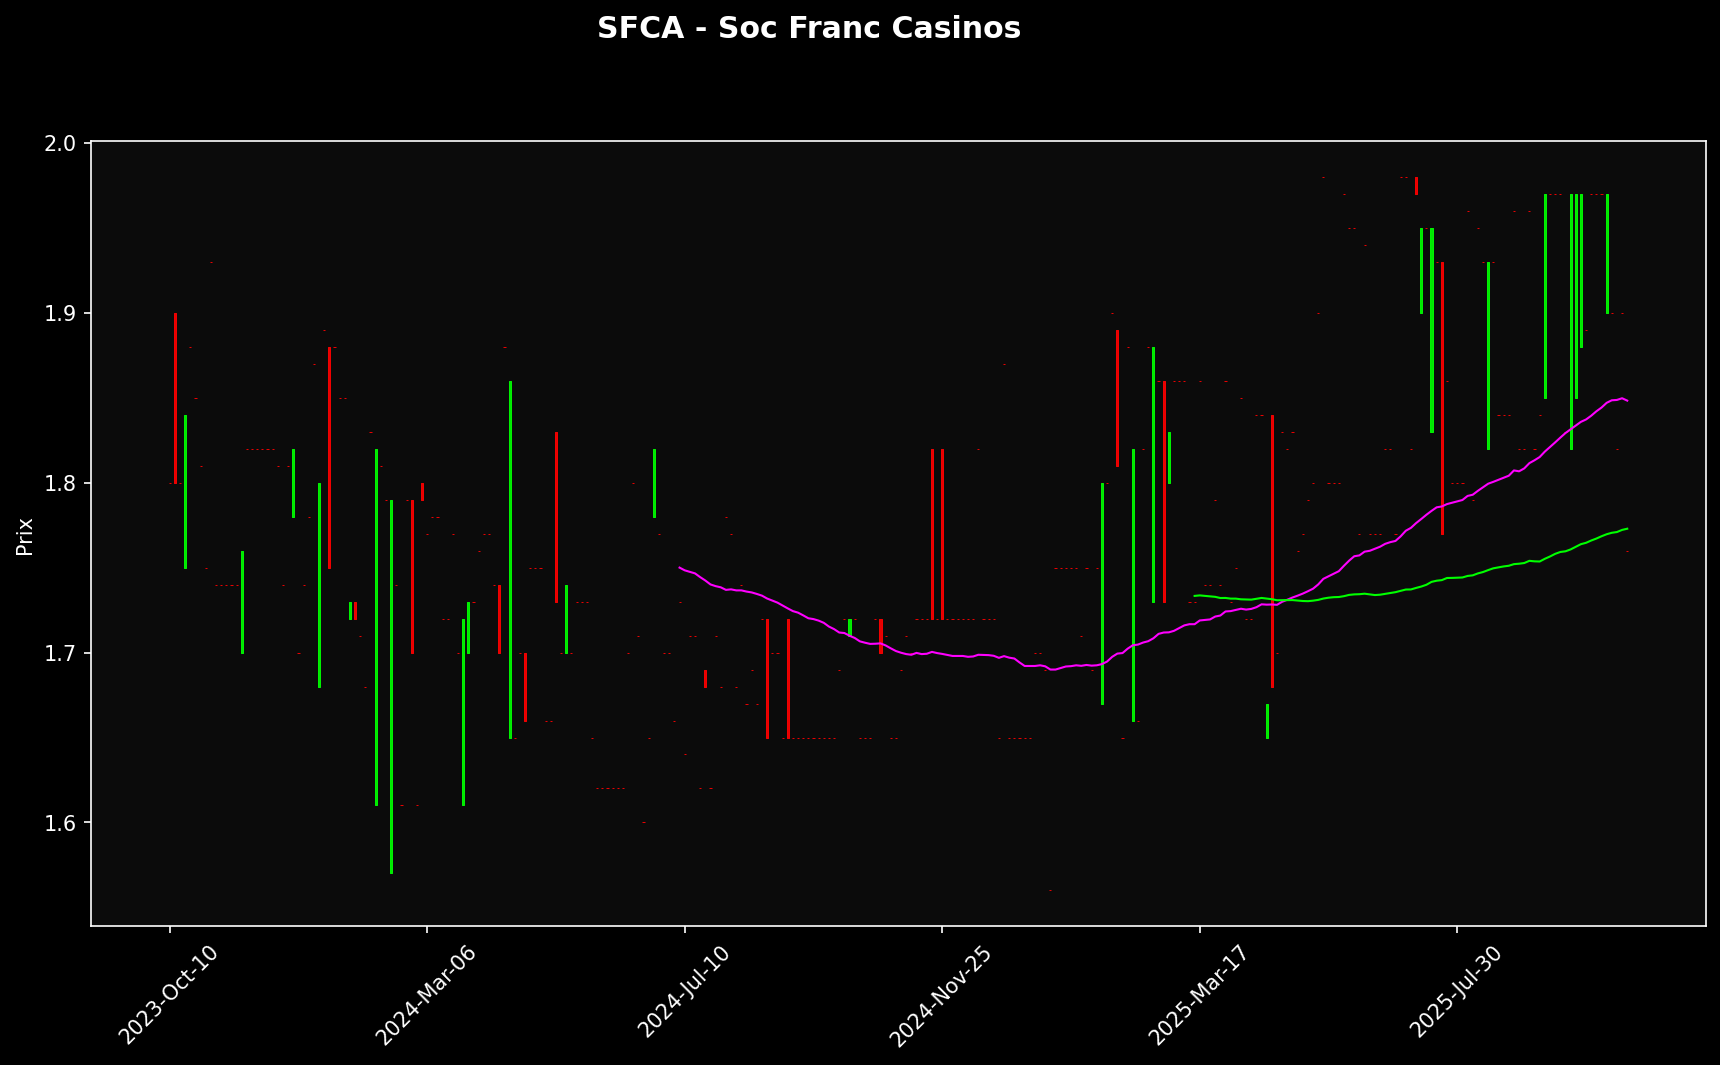 SFCA - Soc Franc Casinos
Prix
2.0
1.9
1.8
1.7
1.6
2023-Oct-10
2024-Mar-06
2024-Jul-10
2024-Nov-25
2025-Mar-17
2025-Jul-30